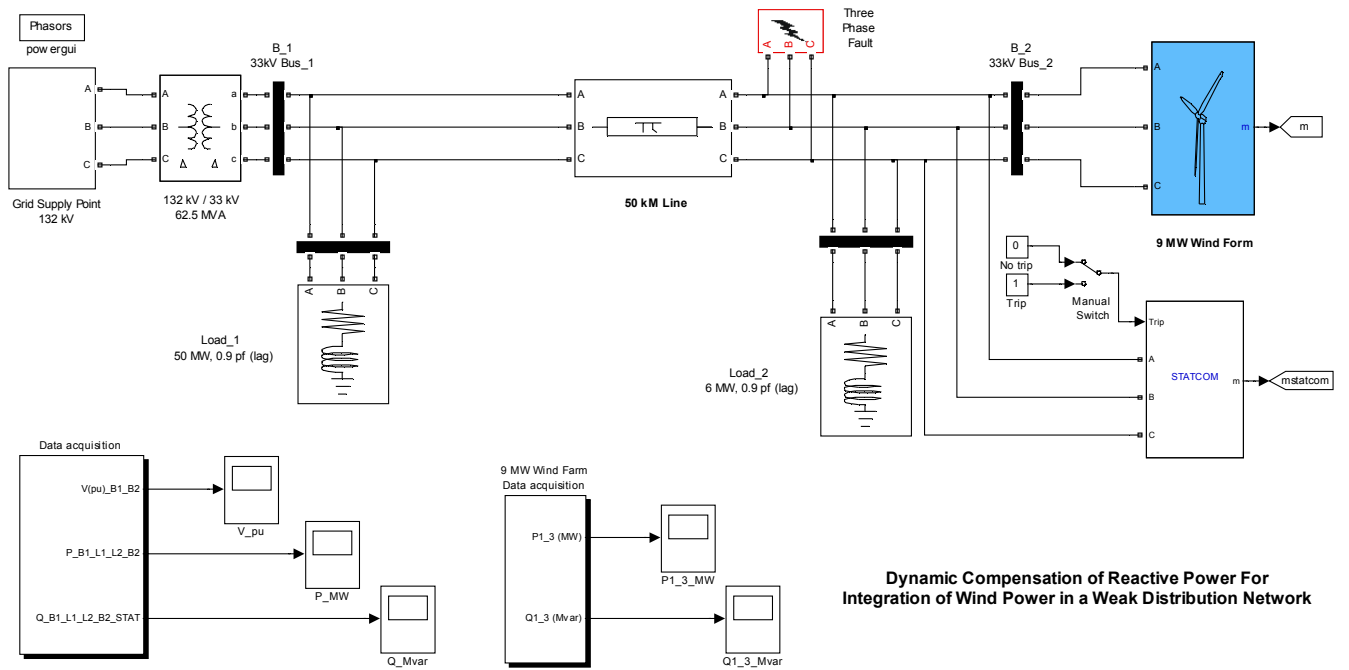 Phasors
powergui
Grid Supply Point
132 kV
A
B
C
A
B
C
a
b
c
132 kV / 33 kV
62.5 MVA
B_1
33kV Bus_1
A
B
C
Load_1
50 MW, 0.9 pf (lag)
A
B
C
A
B
C
50 kM Line
Three
Phase
Fault
A
B
C
B_2
33kV Bus_2
A
B
C
m
m
9 MW Wind Form
A
B
C
Load_2
6 MW, 0.9 pf (lag)
0
No trip
1
Trip
Manual
Switch
Trip
A
B
C
STATCOM
m
mstatcom
Data acquisition
V(pu)_B1_B2
P_B1_L1_L2_B2
Q_B1_L1_L2_B2_STAT
V_pu
P_MW
Q_Mvar
9 MW Wind Farm
Data acquisition
P1_3 (MW)
Q1_3 (Mvar)
P1_3_MW
Q1_3_Mvar
Dynamic Compensation of Reactive Power For
Integration of Wind Power in a Weak Distribution Network